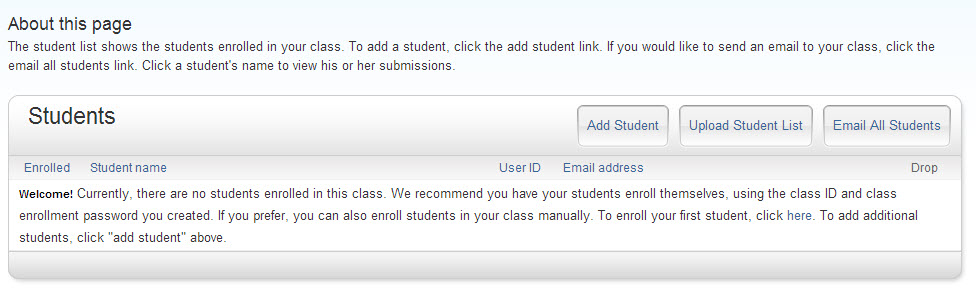 About this page
The student list shows the students enrolled in your class. To add a student, click the add student link. If you would like to send an email to your class, click the
email all students link. Click a student's name to view his or her submissions.
Students
Add Student Upload Student List Email All Students
Enrolled Student name User ID Email address Drop
Welcome! Currently, there are no students enrolled in this class. We recommend you have your students enroll themselves, using the class ID and class
enrollment password you created. If you prefer, you can also enroll students in your class manually. To enroll your first student, click here. To add additional
students, click "add student" above.